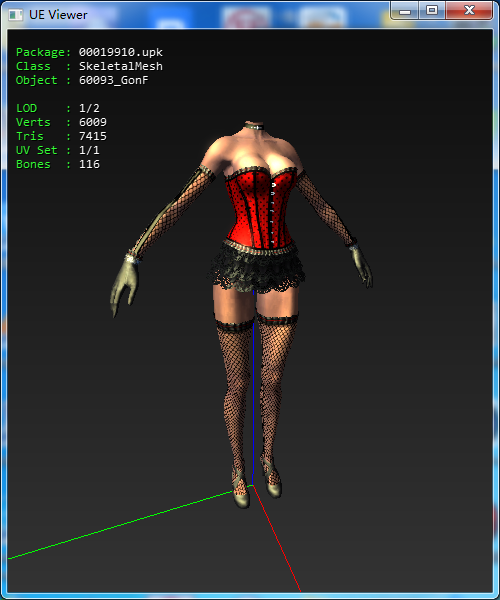 UE Viewer
Package: 00019910.upk
Class : SkeletalMesh
Object : 60093_GonF
LOD : 1/2
Verts : 6009
Tris : 7415
UV Set : 1/1
Bones : 116